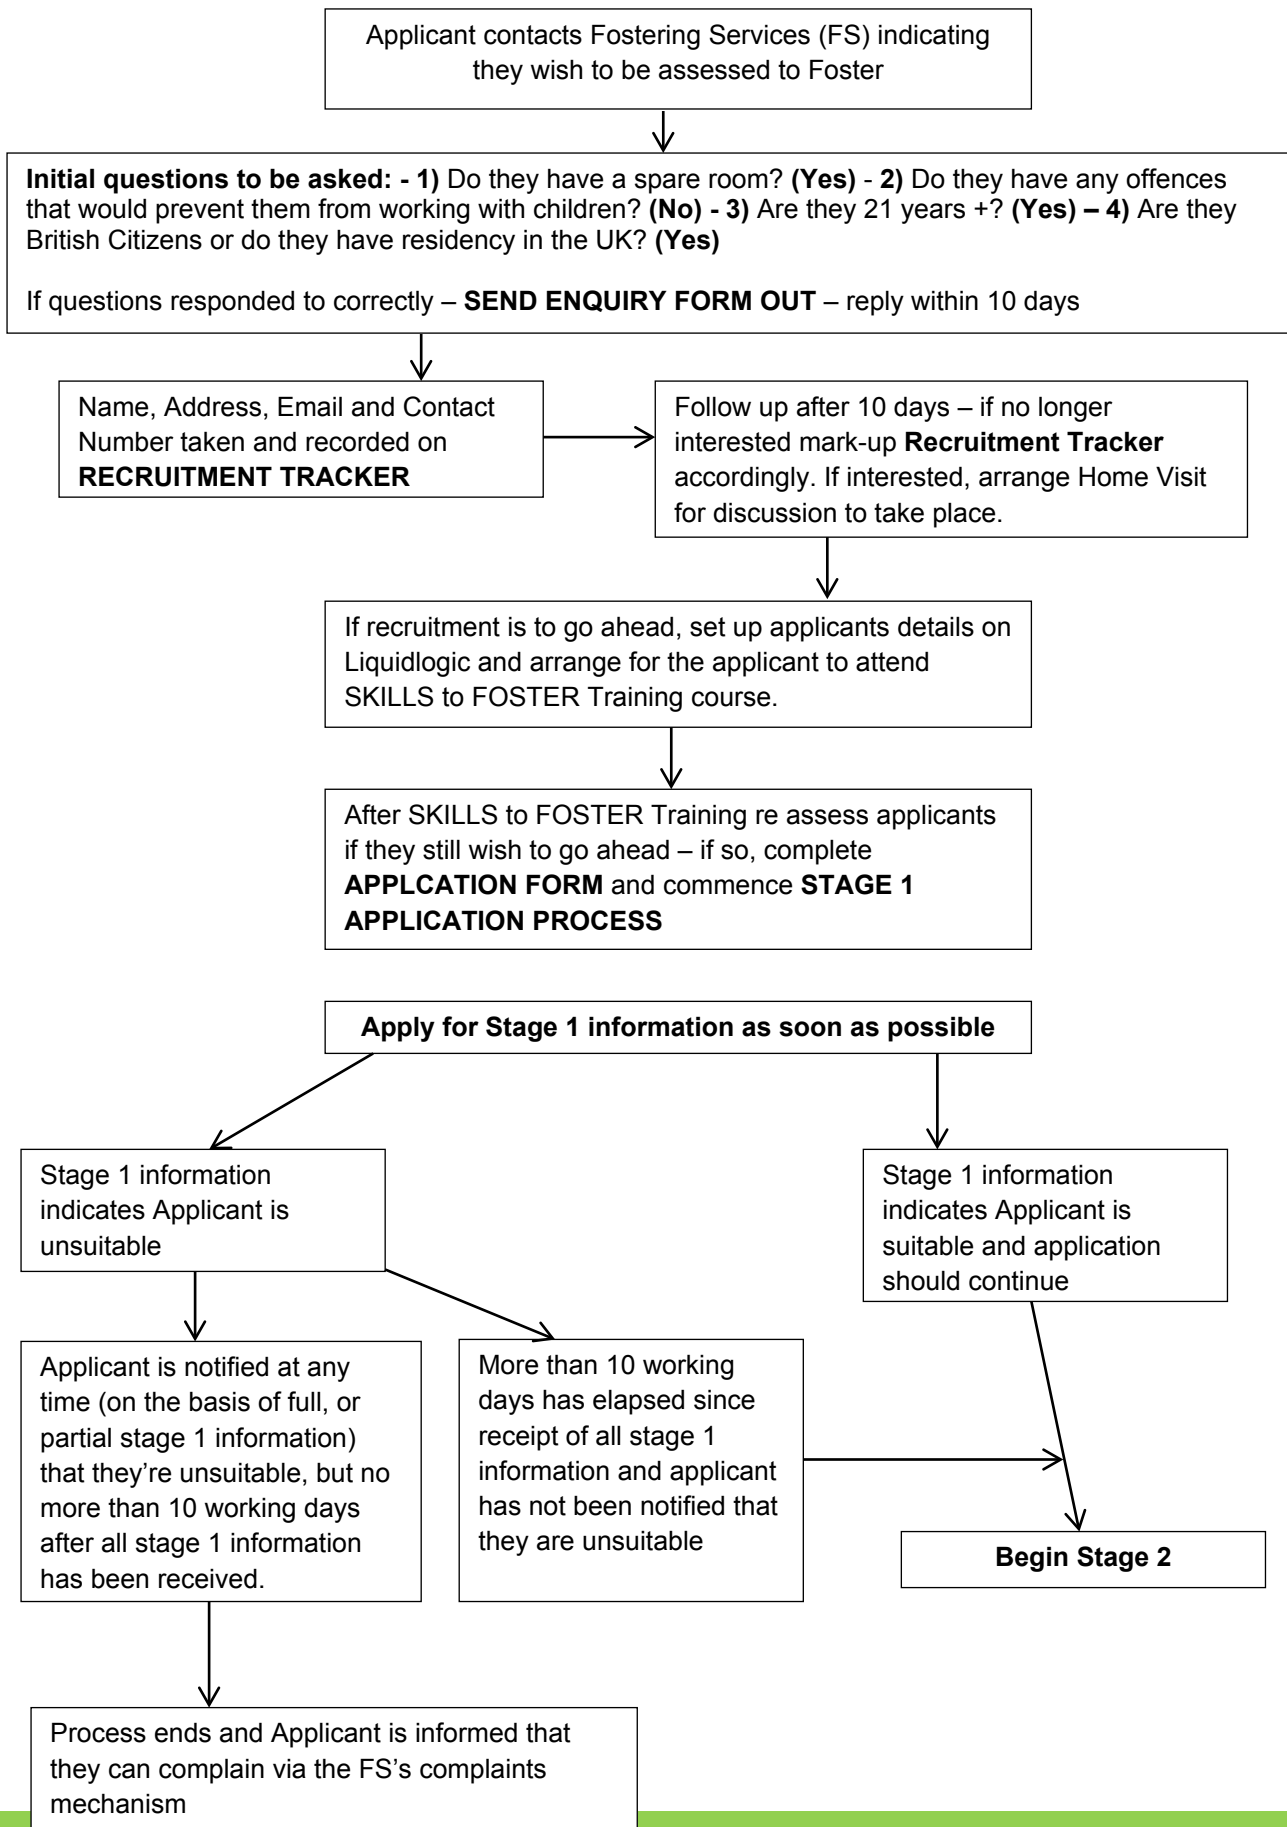 Applicant contacts Fostering Services (FS) indicating
they wish to be assessed to Foster
Initial questions to be asked: - 1) Do they have a spare room? (Yes) - 2) Do they have any offences
that would prevent them from working with children? (No) - 3) Are they 21 years +? (Yes) – 4) Are they
British Citizens or do they have residency in the UK? (Yes)
If questions responded to correctly – SEND ENQUIRY FORM OUT – reply within 10 days
Name, Address, Email and Contact
Number taken and recorded on
RECRUITMENT TRACKER
Follow up after 10 days – if no longer
interested mark-up Recruitment Tracker
accordingly. If interested, arrange Home Visit
for discussion to take place.
If recruitment is to go ahead, set up applicants details on
Liquidlogic and arrange for the applicant to attend
SKILLS to FOSTER Training course.
After SKILLS to FOSTER Training re assess applicants
if they still wish to go ahead – if so, complete
APPLCATION FORM and commence STAGE 1
APPLICATION PROCESS
Apply for Stage 1 information as soon as possible
Stage 1 information
indicates Applicant is
unsuitable
Stage 1 information
indicates Applicant is
suitable and application
should continue
Applicant is notified at any
time (on the basis of full, or
partial stage 1 information)
that they're unsuitable, but no
more than 10 working days
after all stage 1 information
has been received.
More than 10 working
days has elapsed since
receipt of all stage 1
information and applicant
has not been notified that
they are unsuitable
Begin Stage 2
Process ends and Applicant is informed that
they can complain via the FS's complaints
mechanism